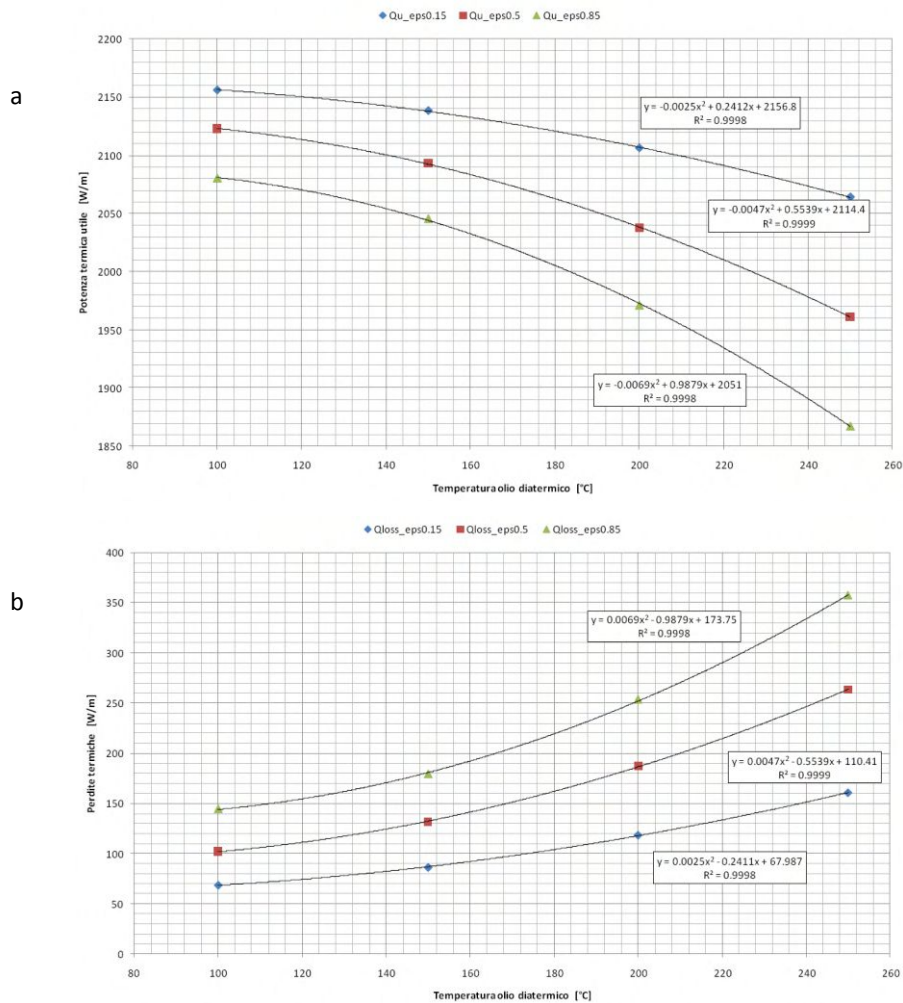 a
Qu_eps0.15 Qu_eps0.5 Qu_eps0.85
Potenza termica utile [W/m]
2200
2150
2100
2050
2000
1950
1900
1850
y = -0.0025x² + 0.2412x + 2156.8
R² = 0.9998
y = -0.0047x² + 0.5539x + 2114.4
R² = 0.9999
y = -0.0069x² + 0.9879x + 2051
R² = 0.9998
80 100 120 140 160 180 200 220 240 260
Temperatura olio diatermico [°C]
b
Qloss_eps0.15 Qloss_eps0.5 Qloss_eps0.85
Perdite termiche [W/m]
400
350
300
250
200
150
100
50
0
y = 0.0069x² - 0.9879x + 173.75
R² = 0.9998
y = 0.0047x² - 0.5539x + 110.41
R² = 0.9999
y = 0.0025x² - 0.2411x + 67.987
R² = 0.9998
80 100 120 140 160 180 200 220 240 260
Temperatura olio diatermico [°C]